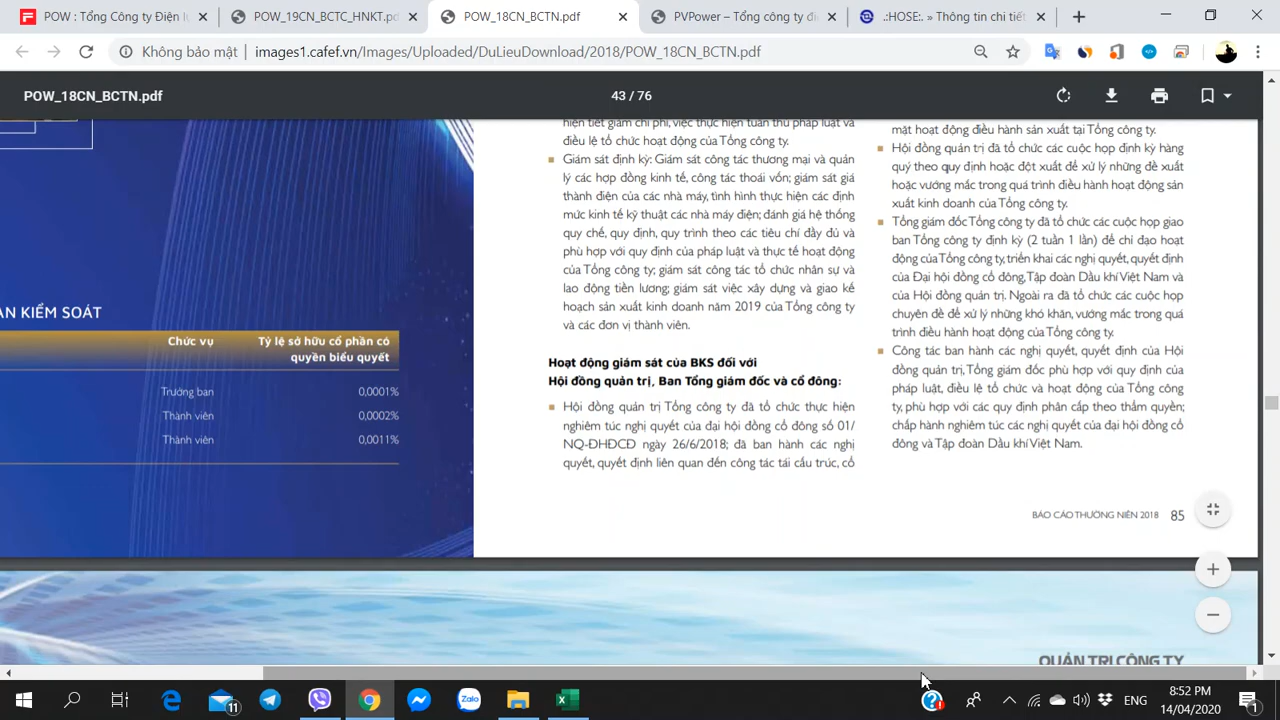 POW : Tổng Công ty Điện l
POW_19CN_BCTC_HNKT.pdf
POW_18CN_BCTN.pdf
PVPower – Tổng công ty điệ
.:HOSE:. » Thông tin chi tiết
Không bảo mật
images1.cafef.vn/Images/Uploaded/DuLieuDownload/2018/POW_18CN_BCTN.pdf
POW_18CN_BCTN.pdf
43 / 76
ÀN KIỂM SOÁT
Chức vụ
Tỷ lệ sở hữu cổ phần có
quyền biểu quyết
Trưởng ban
0,0001%
Thành viên
0,0002%
Thành viên
0,0011%
hiện tiết giảm chi phí, việc thực hiện tuân thủ pháp luật và
điều lệ tổ chức hoạt động của Tổng công ty.
Giám sát định kỳ: Giám sát công tác thương mại và quản
lý các hợp đồng kinh tế, công tác thoái vốn; giám sát giá
thành điện của các nhà máy, tình hình thực hiện các định
mức kinh tế kỹ thuật các nhà máy điện; đánh giá hệ thống
quy chế, quy định, quy trình theo các tiêu chí đầy đủ và
phù hợp với quy định của pháp luật và thực tế hoạt động
của Tổng công ty; giám sát công tác tổ chức nhân sự và
lao động tiền lương; giám sát việc xây dựng và giao kế
hoạch sản xuất kinh doanh năm 2019 của Tổng công ty
và các đơn vị thành viên.
Hoạt động giám sát của BKS đối với
Hội đồng quản trị, Ban Tổng giám đốc và cổ đông:
Hội đồng quản trị Tổng công ty đã tổ chức thực hiện
nghiêm túc nghị quyết của đại hội đồng cổ đông số 01/
NQ-ĐHĐCĐ ngày 26/6/2018; đã ban hành các nghị
quyết, quyết định liên quan đến công tác tái cấu trúc, cổ
mặt hoạt động điều hành sản xuất tại Tổng công ty.
Hội đồng quản trị đã tổ chức các cuộc họp định kỳ hàng
quý theo quy định hoặc đột xuất để xử lý những đề xuất
hoặc vướng mắc trong quá trình điều hành hoạt động sản
xuất kinh doanh của Tổng công ty.
Tổng giám đốc Tổng công ty đã tổ chức các cuộc họp giao
ban Tổng công ty định kỳ (2 tuần 1 lần) để chỉ đạo hoạt
động của Tổng công ty, triển khai các nghị quyết, quyết định
của Đại hội đồng cổ đông, Tập đoàn Dầu khí Việt Nam và
của Hội đồng quản trị. Ngoài ra đã tổ chức các cuộc họp
chuyên đề để xử lý những khó khăn, vướng mắc trong quá
trình điều hành hoạt động của Tổng công ty.
Công tác ban hành các nghị quyết, quyết định của Hội
đồng quản trị, Tổng giám đốc phù hợp với quy định của
pháp luật, điều lệ tổ chức và hoạt động của Tổng công
ty, phù hợp với các quy định phân cấp theo thẩm quyền;
chấp hành nghiêm túc các nghị quyết của đại hội đồng cổ
đông và Tập đoàn Dầu khí Việt Nam.
BÁO CÁO THƯỜNG NIÊN 2018 85
QUẢN TRỊ CÔNG TY
11
Zalo
ENG
8:52 PM
14/04/2020
1